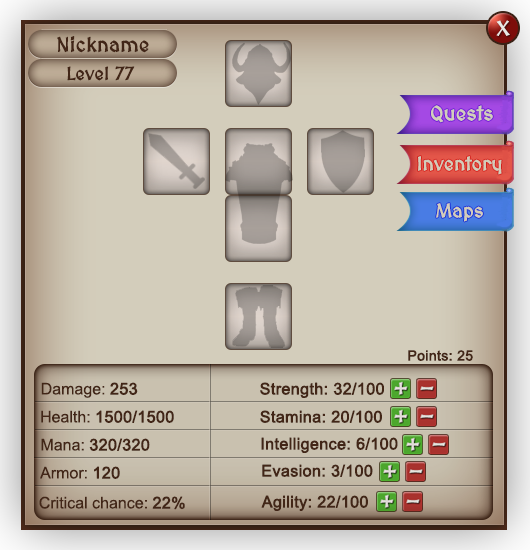 Nickname
X
Level 77
Quests
Inventory
Maps
Points: 25
Damage: 253
Strength: 32/100
Health: 1500/1500
Stamina: 20/100
Mana: 320/320
Intelligence: 6/100
Armor: 120
Evasion: 3/100
Critical chance: 22%
Agility: 22/100